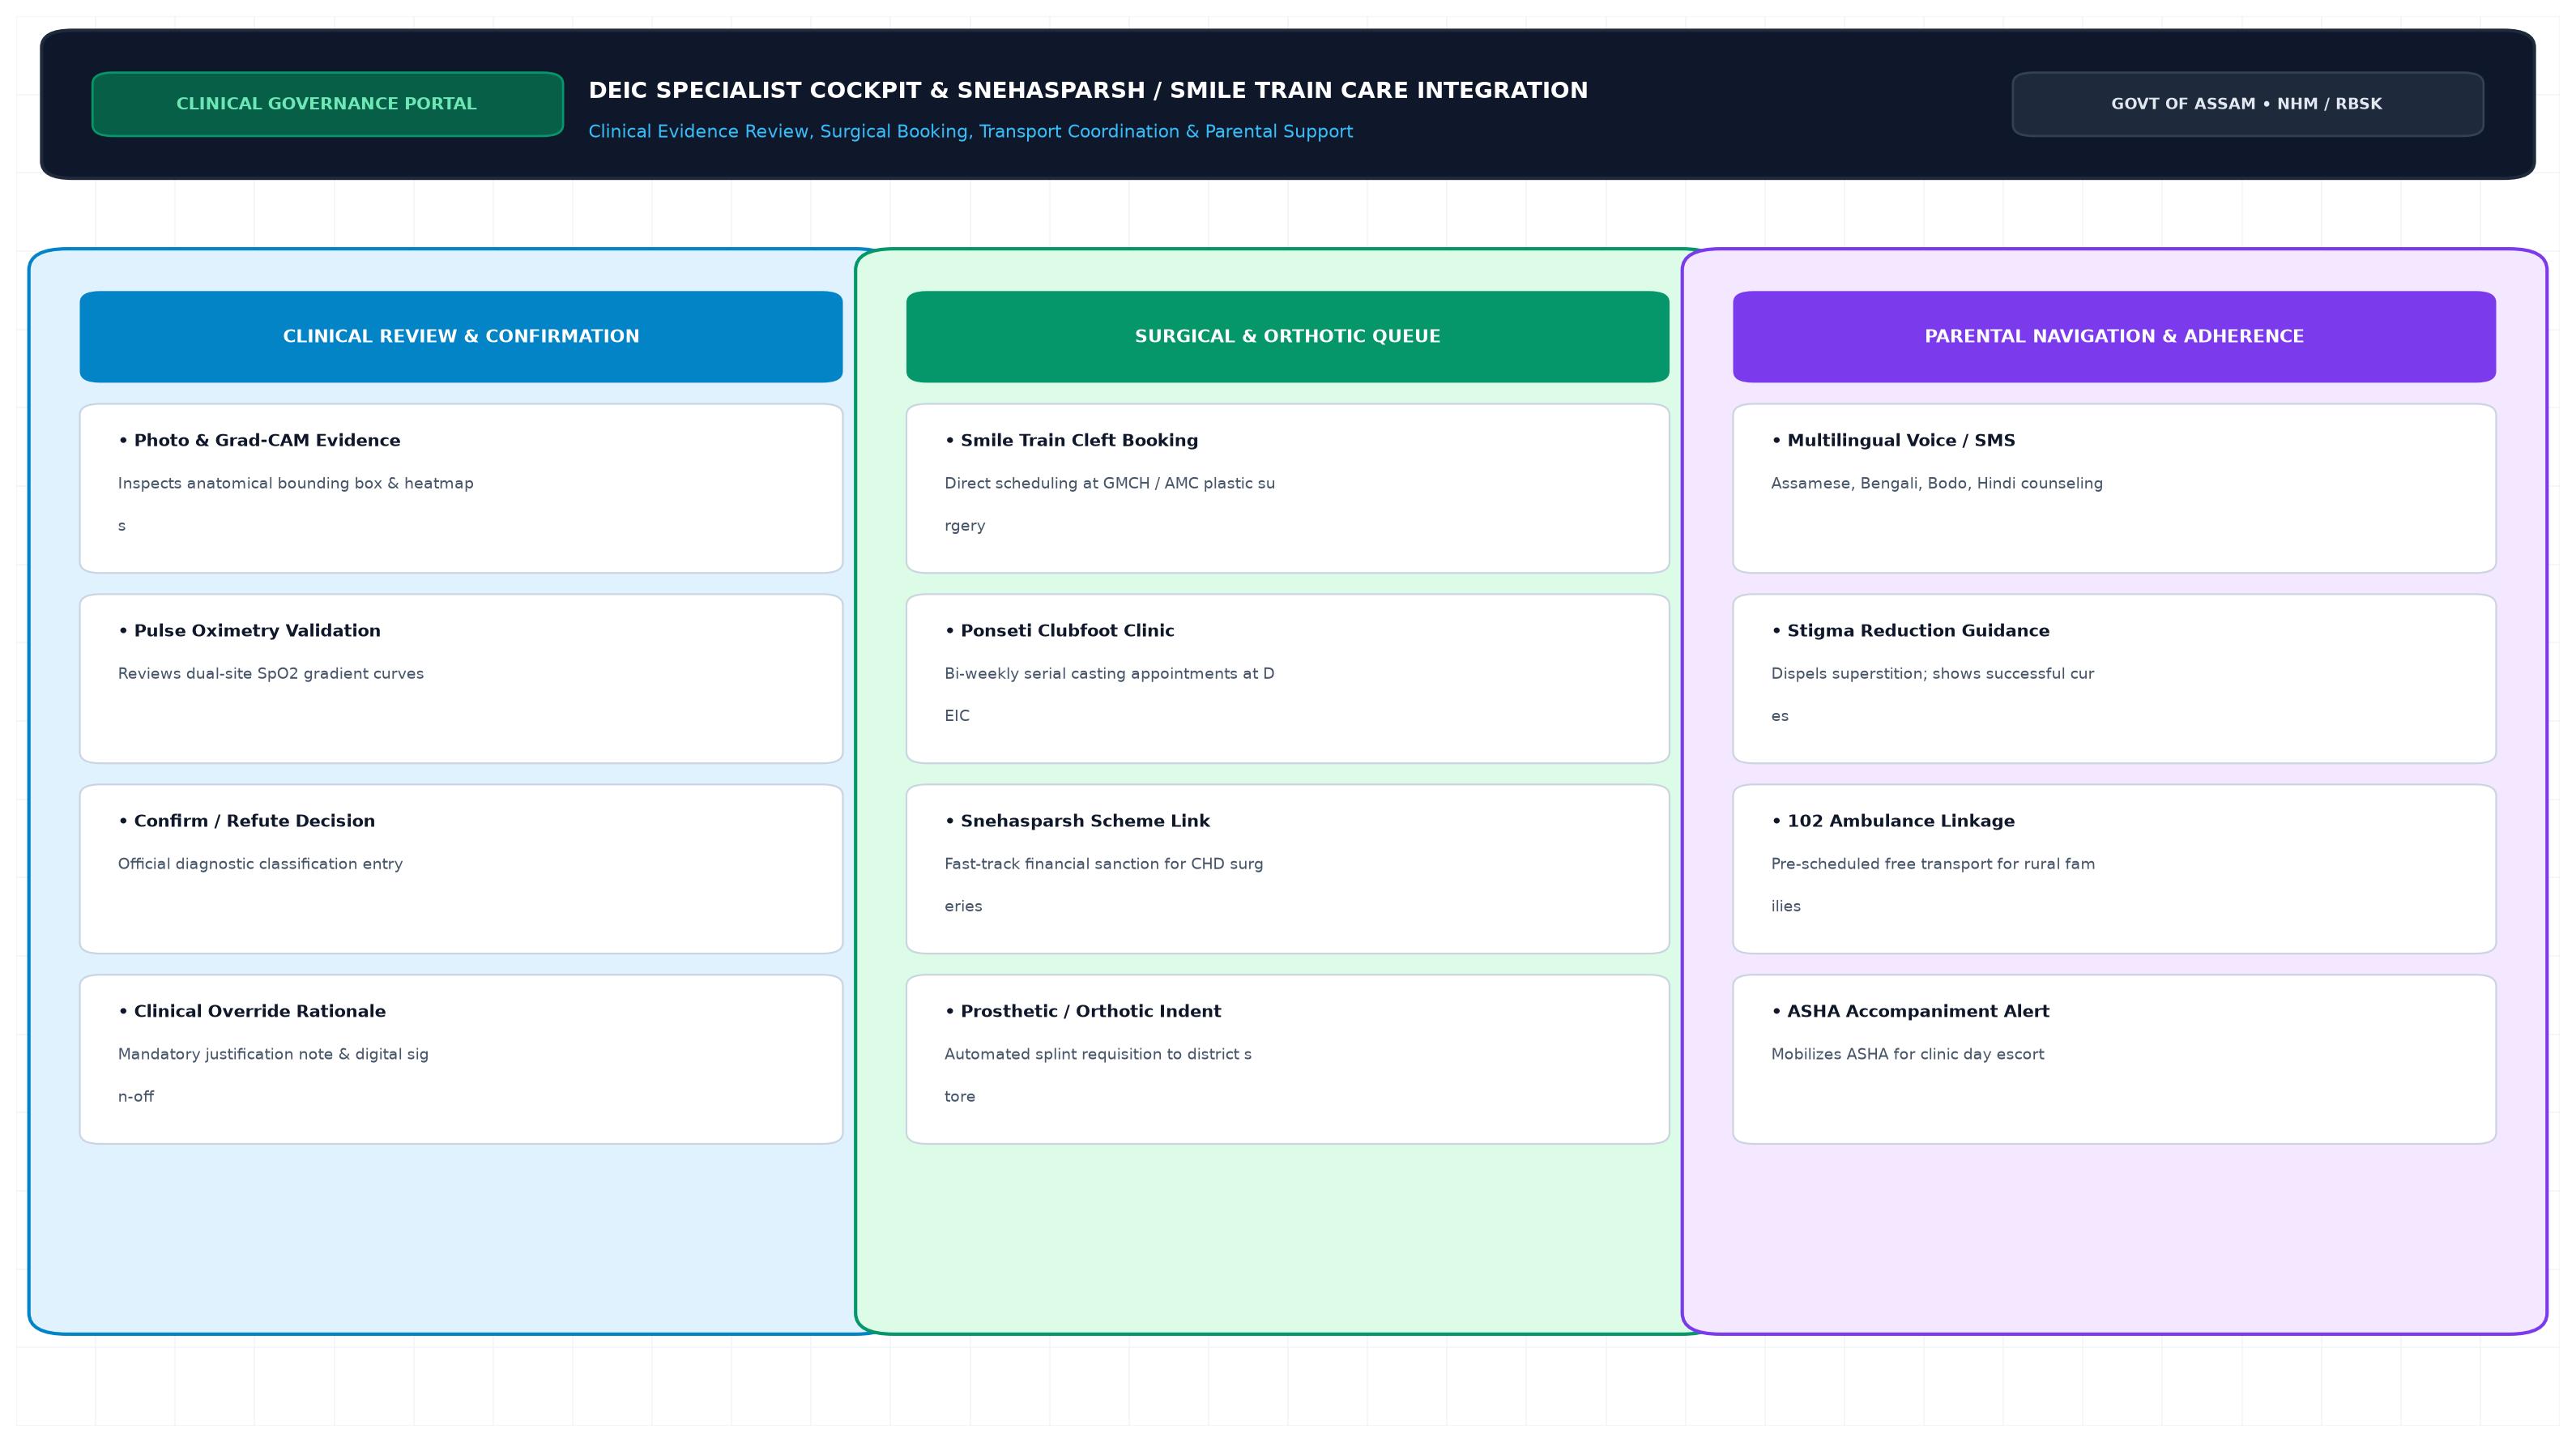 CLINICAL GOVERNANCE PORTAL
DEIC SPECIALIST COCKPIT & SNEHASPARSH / SMILE TRAIN CARE INTEGRATION
Clinical Evidence Review, Surgical Booking, Transport Coordination & Parental Support
GOVT OF ASSAM • NHM / RBSK
CLINICAL REVIEW & CONFIRMATION
• Photo & Grad-CAM Evidence
Inspects anatomical bounding box & heatmap
s
• Pulse Oximetry Validation
Reviews dual-site SpO2 gradient curves
• Confirm / Refute Decision
Official diagnostic classification entry
• Clinical Override Rationale
Mandatory justification note & digital sig
n-off
SURGICAL & ORTHOTIC QUEUE
• Smile Train Cleft Booking
Direct scheduling at GMCH / AMC plastic su
rgery
• Ponseti Clubfoot Clinic
Bi-weekly serial casting appointments at D
EIC
• Snehasparsh Scheme Link
Fast-track financial sanction for CHD surg
eries
• Prosthetic / Orthotic Indent
Automated splint requisition to district s
tore
PARENTAL NAVIGATION & ADHERENCE
• Multilingual Voice / SMS
Assamese, Bengali, Bodo, Hindi counseling
• Stigma Reduction Guidance
Dispels superstition; shows successful cur
es
• 102 Ambulance Linkage
Pre-scheduled free transport for rural fam
ilies
• ASHA Accompaniment Alert
Mobilizes ASHA for clinic day escort